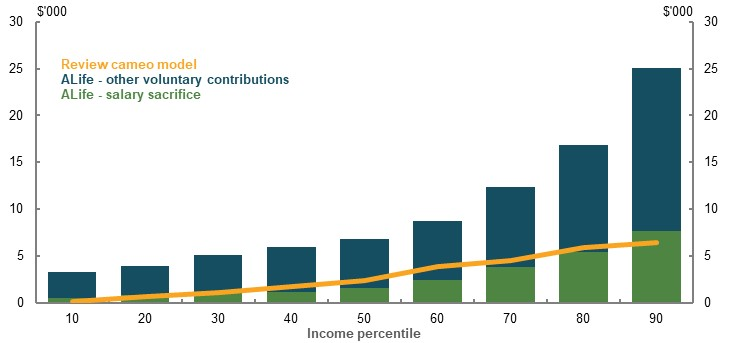 $'000 $'000
30 30
Review cameo model
ALife - other voluntary contributions
ALife - salary sacrifice
25 25
20 20
15 15
10 10
5 5
0 0
10 20 30 40 50 60 70 80 90
Income percentile